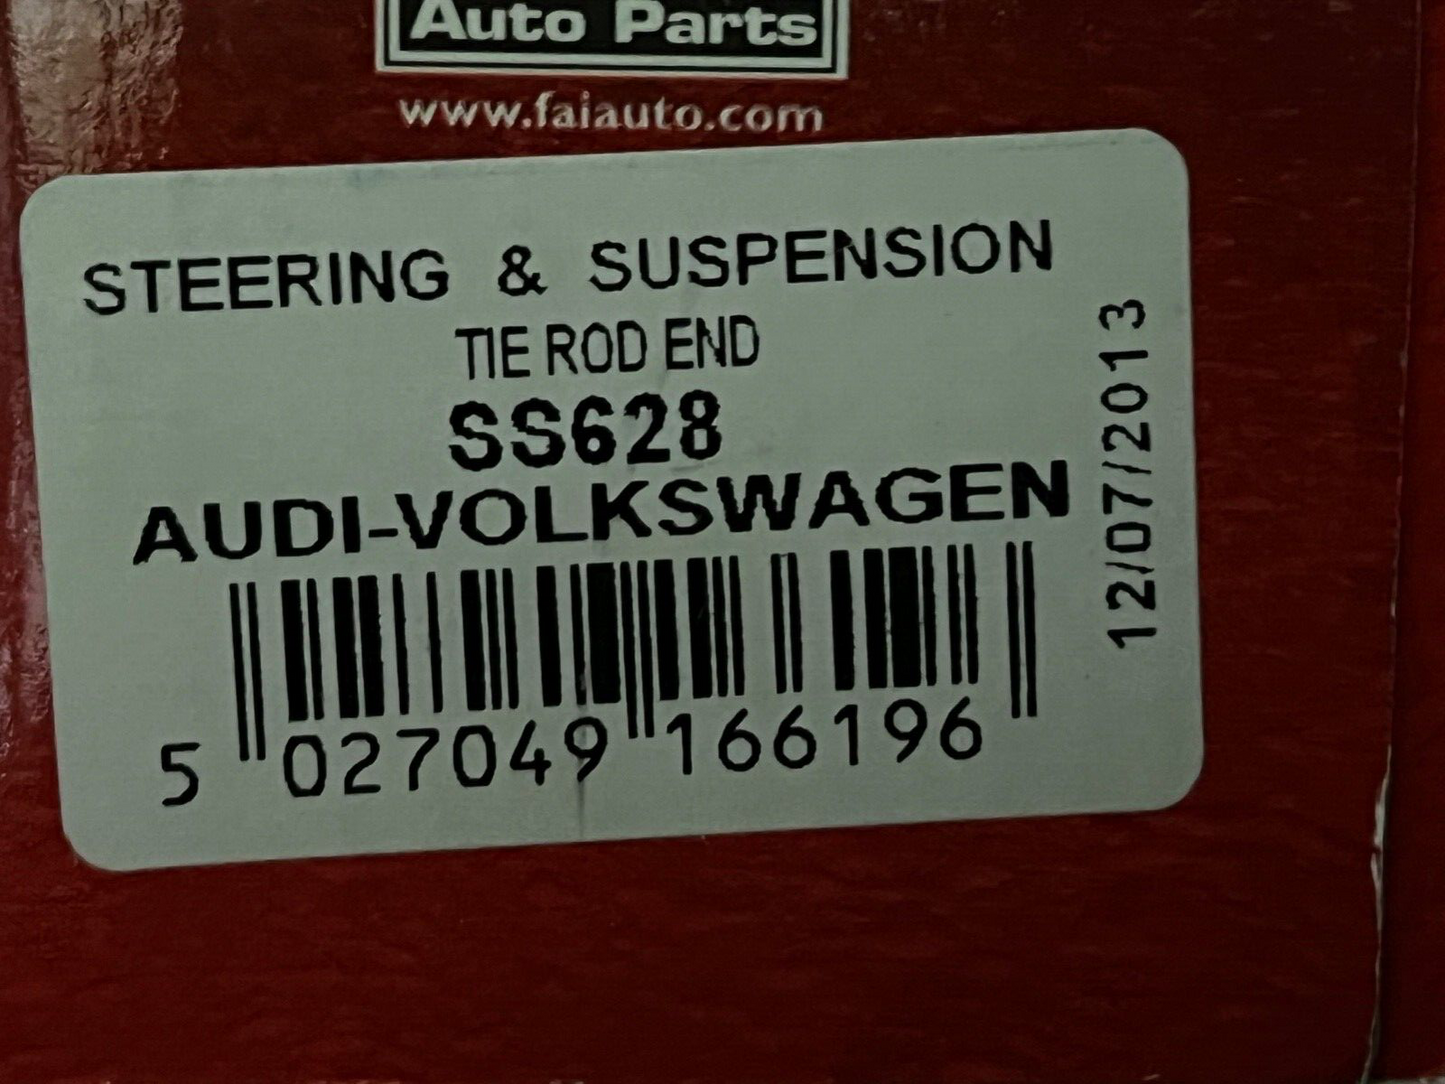 Auto Parts
www.faiauto.com
STEERING & SUSPENSION
TIE ROD END
SS628
AUDI-VOLKSWAGEN
5 027049 166196
12/07/2013